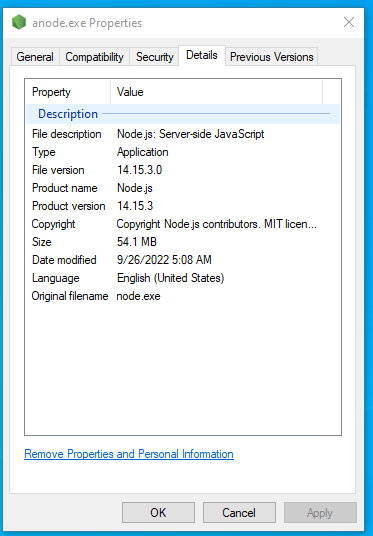 anode.exe Properties
General Compatibility Security Details Previous Versions
Property Value
Description
File description Node.js: Server-side JavaScript
Type Application
File version 14.15.3.0
Product name Node.js
Product version 14.15.3
Copyright Copyright Node.js contributors. MIT licen...
Size 54.1 MB
Date modified 9/26/2022 5:08 AM
Language English (United States)
Original filename node.exe
Remove Properties and Personal Information
OK Cancel Apply